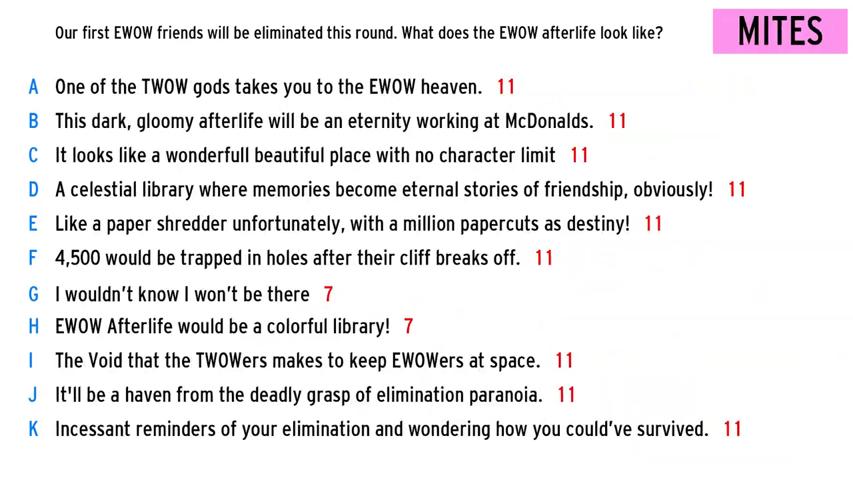 Our first EWOW friends will be eliminated this round. What does the EWOW afterlife look like?
MITES
A One of the TWOW gods takes you to the EWOW heaven. 11
B This dark, gloomy afterlife will be an eternity working at McDonalds. 11
C It looks like a wonderfull beautiful place with no character limit 11
D A celestial library where memories become eternal stories of friendship, obviously! 11
E Like a paper shredder unfortunately, with a million papercuts as destiny! 11
F 4,500 would be trapped in holes after their cliff breaks off. 11
G I wouldn't know I won't be there 7
H EWOW Afterlife would be a colorful library! 7
I The Void that the TWOWers makes to keep EWOWers at space. 11
J It'll be a haven from the deadly grasp of elimination paranoia. 11
K Incessant reminders of your elimination and wondering how you could've survived. 11